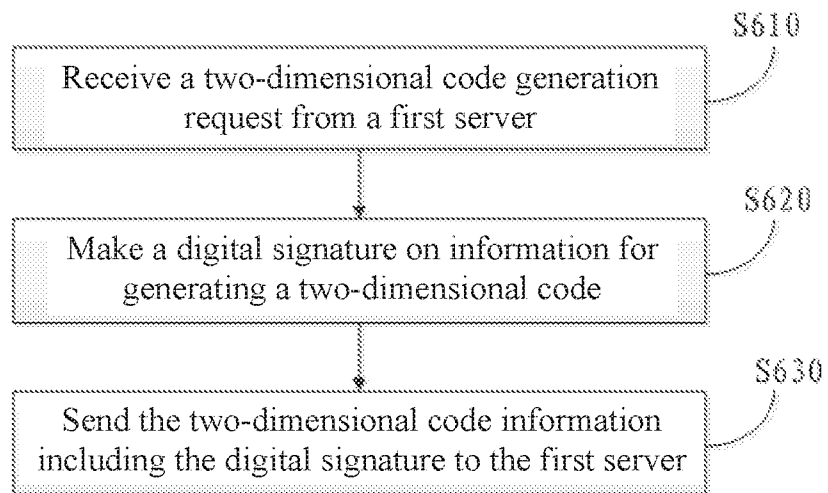 S610
Receive a two-dimensional code generation
request from a first server
S620
Make a digital signature on information for
generating a two-dimensional code
S630
Send the two-dimensional code information
including the digital signature to the first server